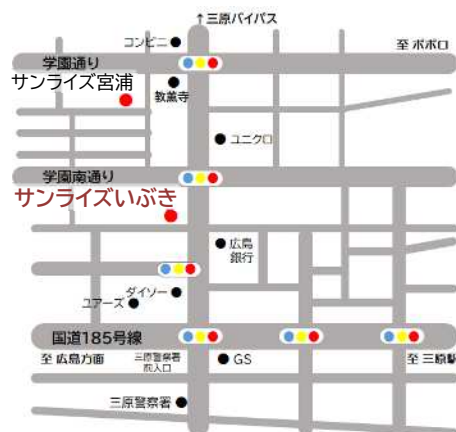 ↑三原バイパス
コンビニ
至 ポポロ
学園通り
サンライズ宮浦
教薫寺
ユニクロ
学園南通り
サンライズいぶき
広島
銀行
ダイソー
ユアーズ
国道185号線
至 広島方面
三原警察署
前入口
GS
至 三原駅
三原警察署